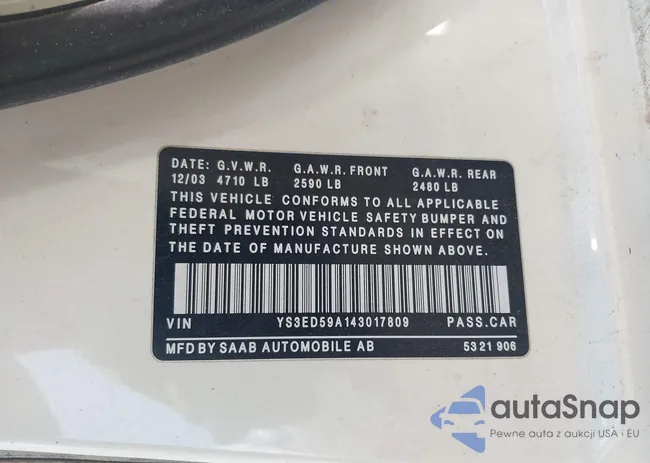 DATE: G.V.W.R. G.A.W.R. FRONT G.A.W.R. REAR
12/03 4710 LB 2590 LB 2480 LB
THIS VEHICLE CONFORMS TO ALL APPLICABLE
FEDERAL MOTOR VEHICLE SAFETY BUMPER AND
THEFT PREVENTION STANDARDS IN EFFECT ON
THE DATE OF MANUFACTURE SHOWN ABOVE.
VIN YS3ED59A143017809 PASS.CAR
MFD BY SAAB AUTOMOBILE AB 5321 906
autaSnap
Pewne auta z aukcji USA i EU